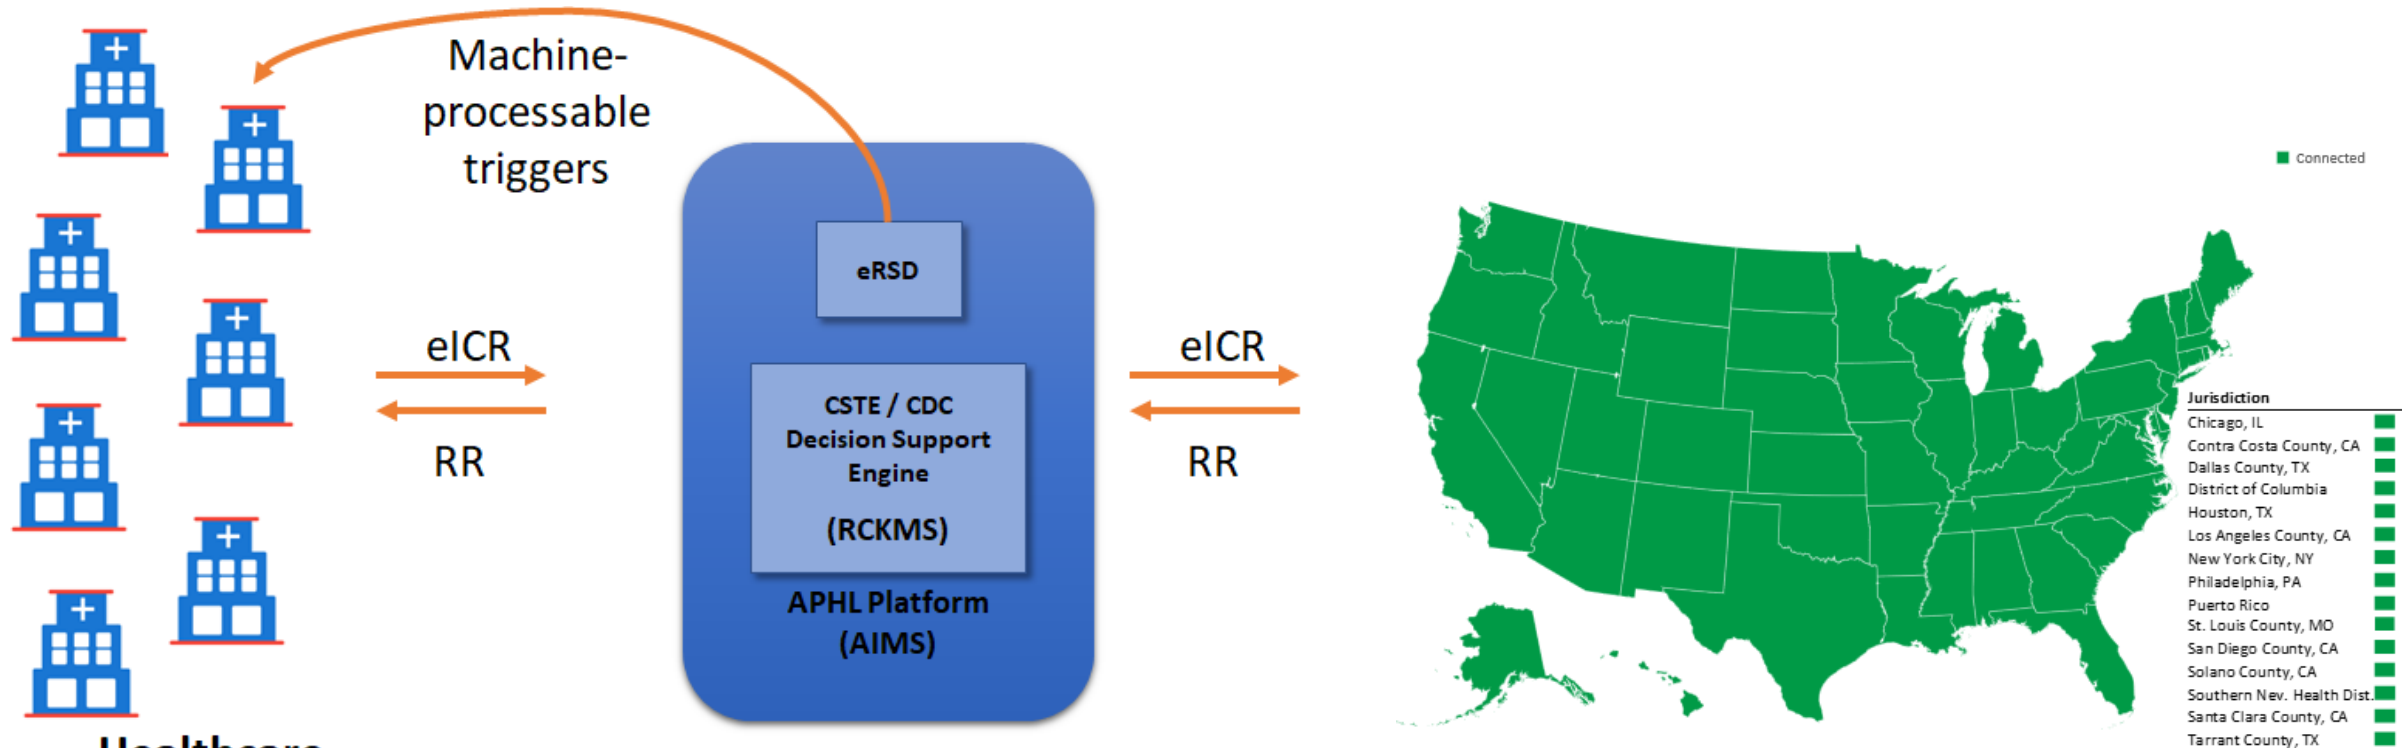 Machine-
processable
triggers
eICR
RR
eRSD
CSTE / CDC
Decision Support
Engine
(RCKMS)
APHL Platform
(AIMS)
eICR
RR
Connected
Jurisdiction
Chicago, IL
Contra Costa County, CA
Dallas County, TX
District of Columbia
Houston, TX
Los Angeles County, CA
New York City, NY
Philadelphia, PA
Puerto Rico
St. Louis County, MO
San Diego County, CA
Solano County, CA
Southern Nev. Health Dist.
Santa Clara County, CA
Tarrant County, TX
Healthcare